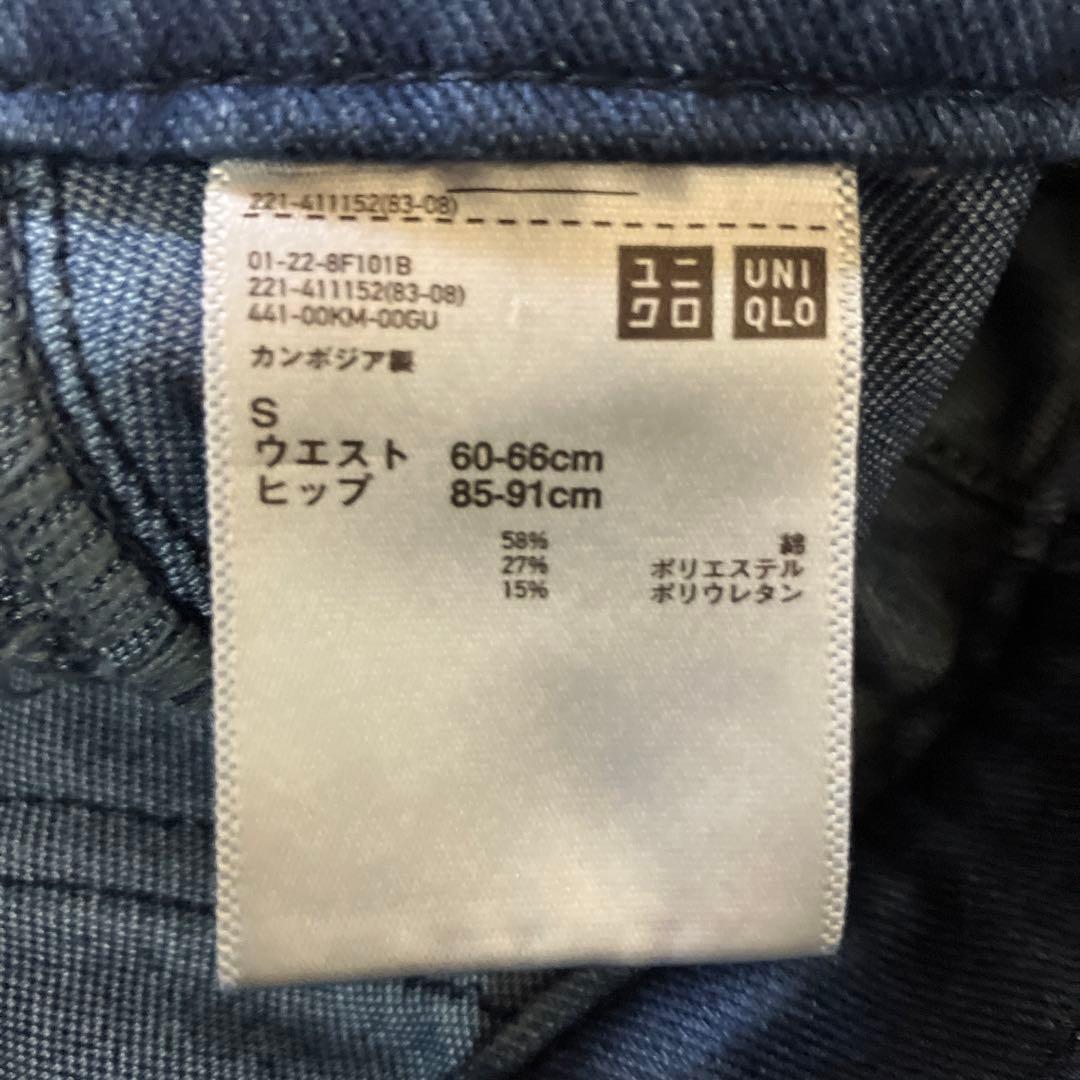 221-411152(83-08)
01-22-8F101B
221-411152(83-08)
441-00KM-00GU
ユニ
クロ
UNI
QLO
カンボジア製
S
ウエスト 60-66cm
ヒップ 85-91cm
58% 綿
27% ポリエステル
15% ポリウレタン